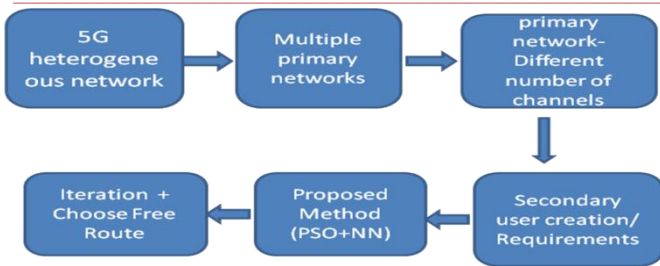 5G
heterogene
ous network
Multiple
primary
networks
primary
network-
Different
number of
channels
Secondary
user creation/
Requirements
Proposed
Method
(PSO+NN)
Iteration +
Choose Free
Route